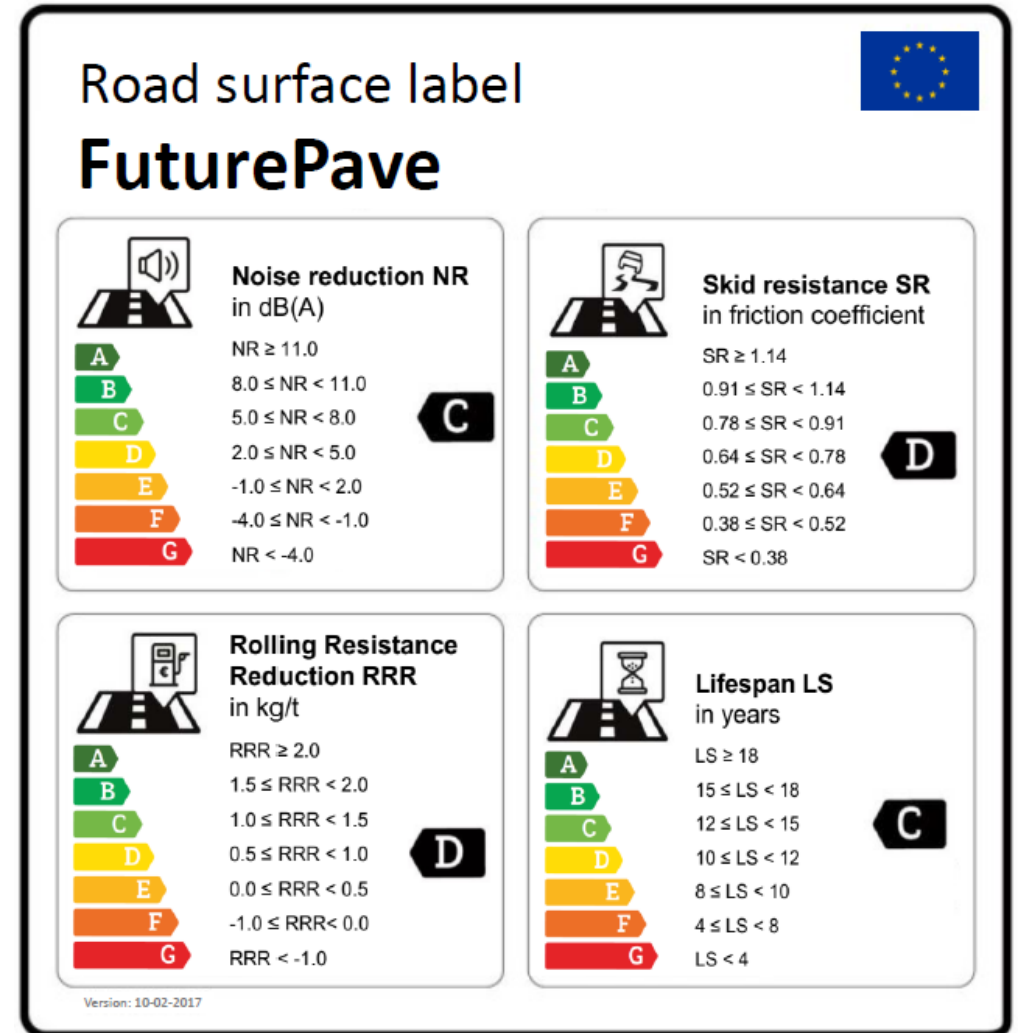 Road surface label
FuturePave
Noise reduction NR
in dB(A)
A NR ≥ 11.0
B 8.0 ≤ NR < 11.0
C 5.0 ≤ NR < 8.0
C
D 2.0 ≤ NR < 5.0
E -1.0 ≤ NR < 2.0
F -4.0 ≤ NR < -1.0
G NR < -4.0
Skid resistance SR
in friction coefficient
A SR ≥ 1.14
B 0.91 ≤ SR < 1.14
C 0.78 ≤ SR < 0.91
D 0.64 ≤ SR < 0.78
D
E 0.52 ≤ SR < 0.64
F 0.38 ≤ SR < 0.52
G SR < 0.38
€
Rolling Resistance
Reduction RRR
in kg/t
A RRR ≥ 2.0
B 1.5 ≤ RRR < 2.0
C 1.0 ≤ RRR < 1.5
D 0.5 ≤ RRR < 1.0
D
E 0.0 ≤ RRR < 0.5
F -1.0 ≤ RRR< 0.0
G RRR < -1.0
Lifespan LS
in years
A LS ≥ 18
B 15 ≤ LS < 18
C 12 ≤ LS < 15
C
D 10 ≤ LS < 12
E 8 ≤ LS < 10
F 4 ≤ LS < 8
G LS < 4
Version: 10-02-2017